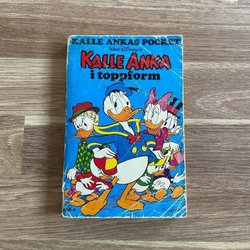 KALLE ANKAS POCKET
Walt Disney's
KALLE ANKA
i toppform